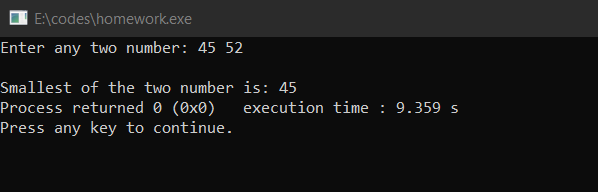 E:\codes\homework.exe
Enter any two number: 45 52
Smallest of the two number is: 45
Process returned 0 (0x0)   execution time : 9.359 s
Press any key to continue.